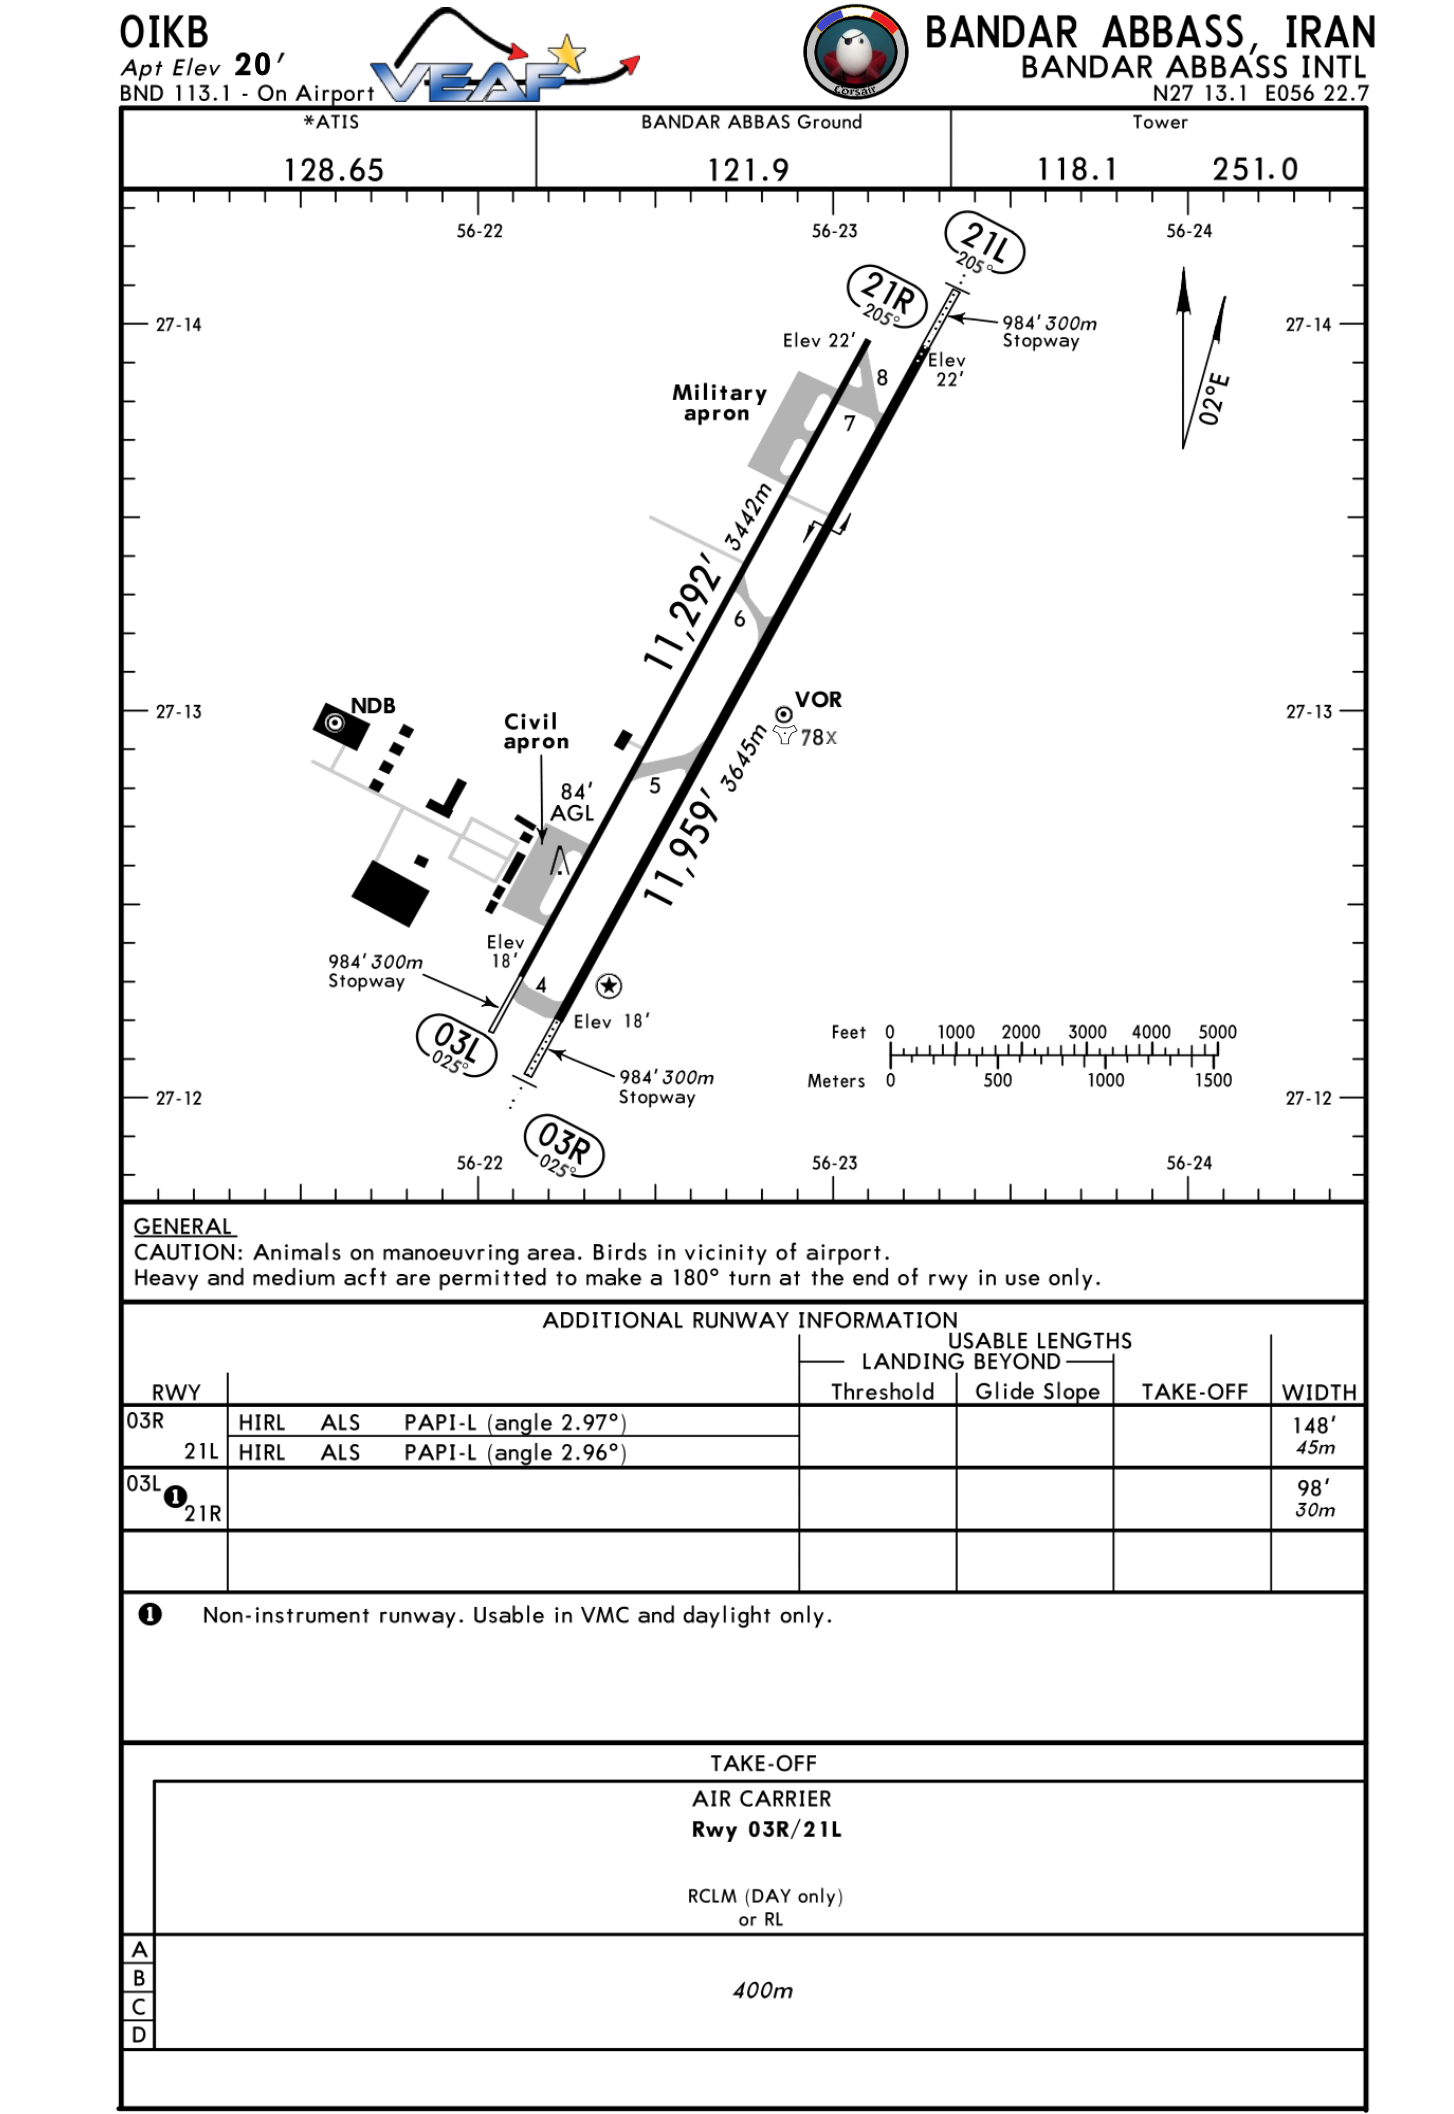 OIKB
Apt Elev 20'
BND 113.1 - On Airport
VEAF
Corsair
BANDAR ABBASS, IRAN
BANDAR ABBASS INTL
N27 13.1 E056 22.7
*ATIS
128.65
BANDAR ABBAS Ground
121.9
Tower
118.1 251.0
56-22
56-23
56-24
21L
205°
21R
205°
27-14
27-14
984' 300m
Stopway
Elev 22'
Elev
22'
8
7
Military
apron
02°E
3442m
11,292'
6
27-13
27-13
NDB
VOR
78X
Civil
apron
3645m
11,959'
5
84'
AGL
Elev
18'
984' 300m
Stopway
4
Elev 18'
03L
025°
984' 300m
Stopway
03R
025°
Feet 0 1000 2000 3000 4000 5000
Meters 0 500 1000 1500
27-12
27-12
56-22
56-23
56-24
GENERAL
CAUTION: Animals on manoeuvring area. Birds in vicinity of airport.
Heavy and medium acft are permitted to make a 180° turn at the end of rwy in use only.
ADDITIONAL RUNWAY INFORMATION
USABLE LENGTHS
LANDING BEYOND
RWY Threshold Glide Slope TAKE-OFF WIDTH
03R HIRL ALS PAPI-L (angle 2.97°) 148'
21L HIRL ALS PAPI-L (angle 2.96°) 45m
03L 98'
1
21R 30m
1 Non-instrument runway. Usable in VMC and daylight only.
TAKE-OFF
AIR CARRIER
Rwy 03R/21L
RCLM (DAY only)
or RL
A
B
400m
C
D